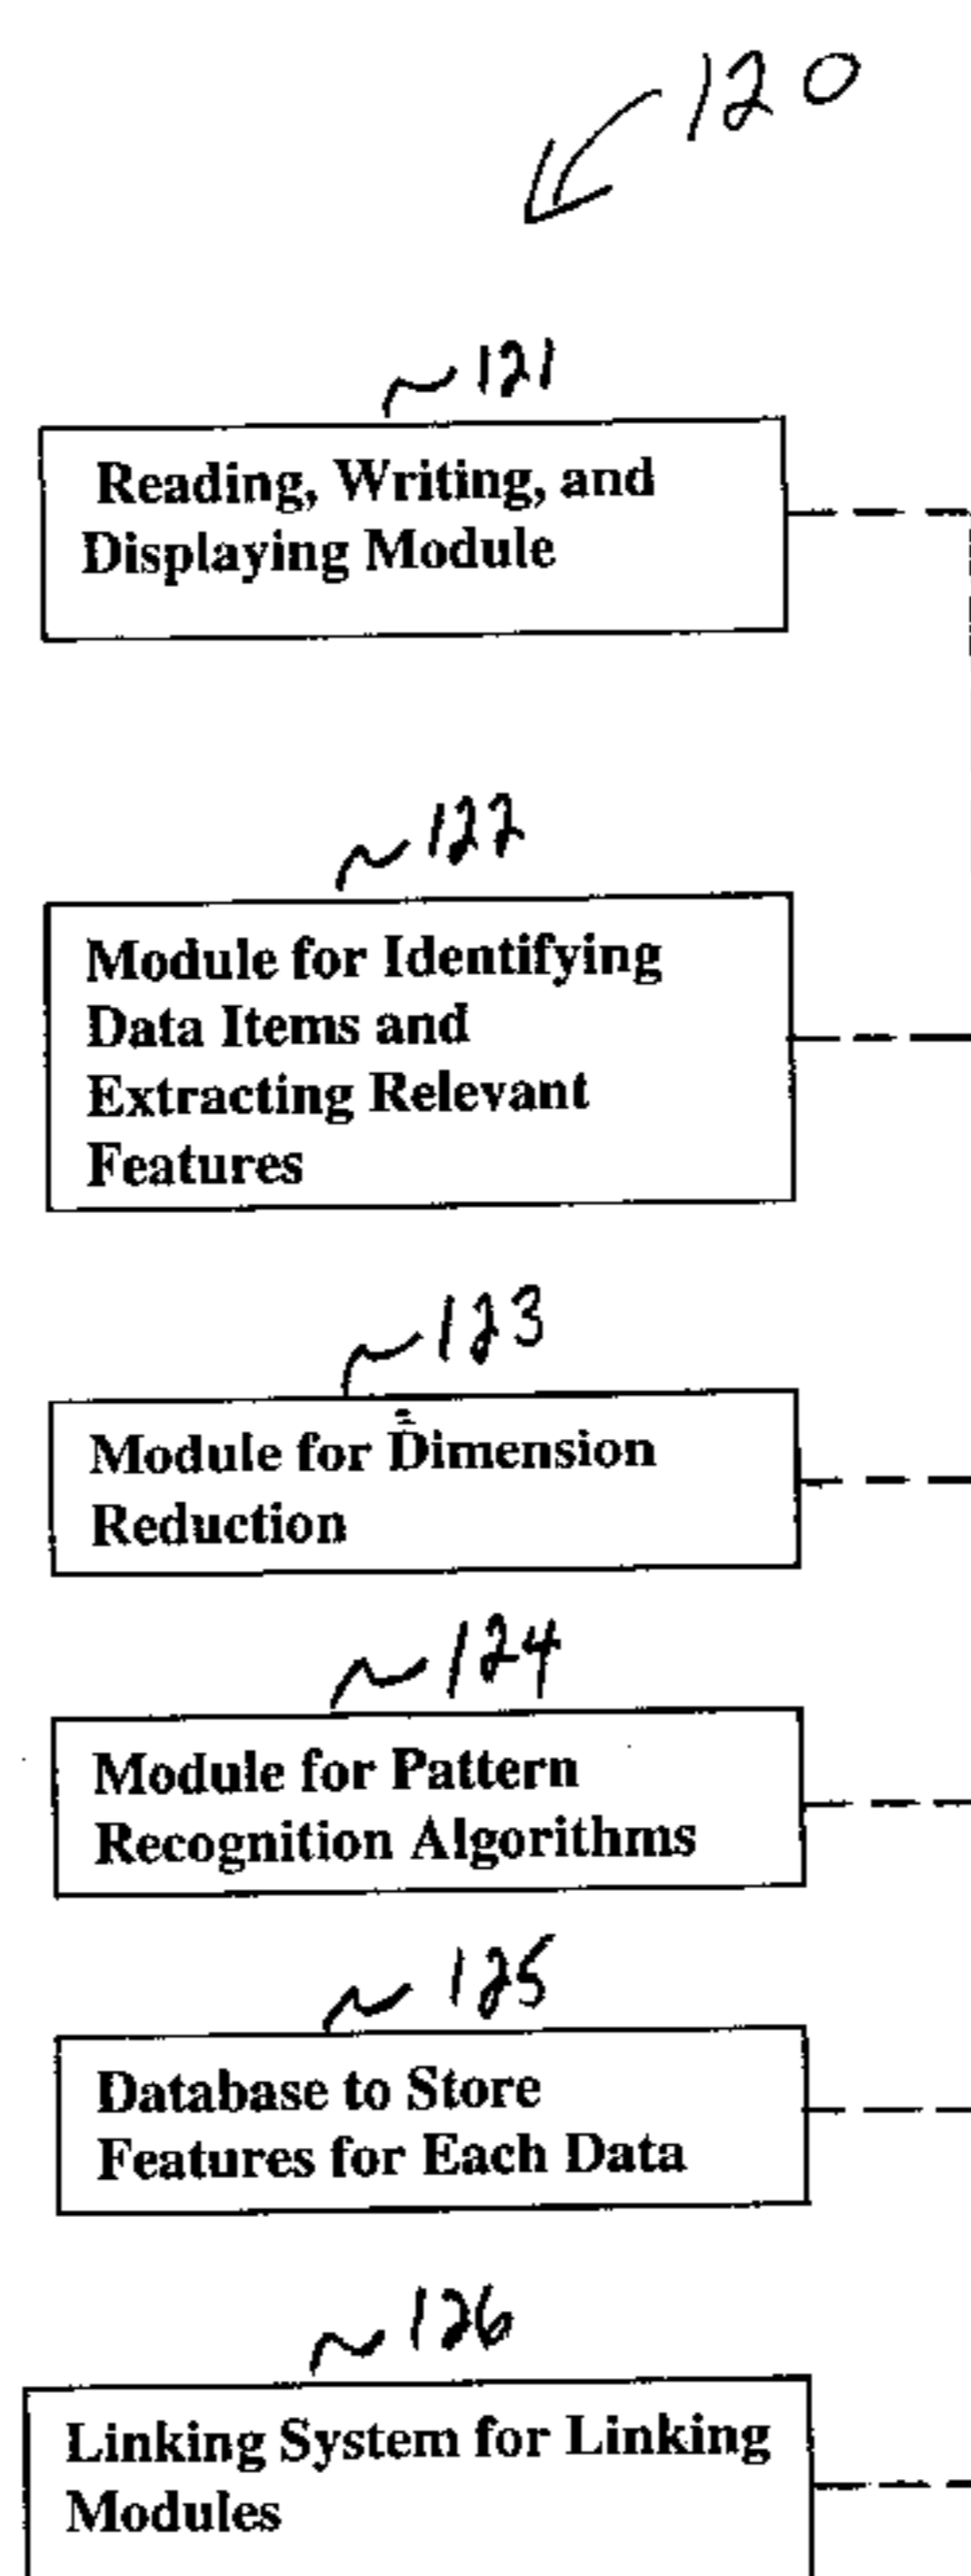 120
121
Reading, Writing, and
Displaying Module
122
Module for Identifying
Data Items and
Extracting Relevant
Features
123
Module for Dimension
Reduction
124
Module for Pattern
Recognition Algorithms
125
Database to Store
Features for Each Data
126
Linking System for Linking
Modules